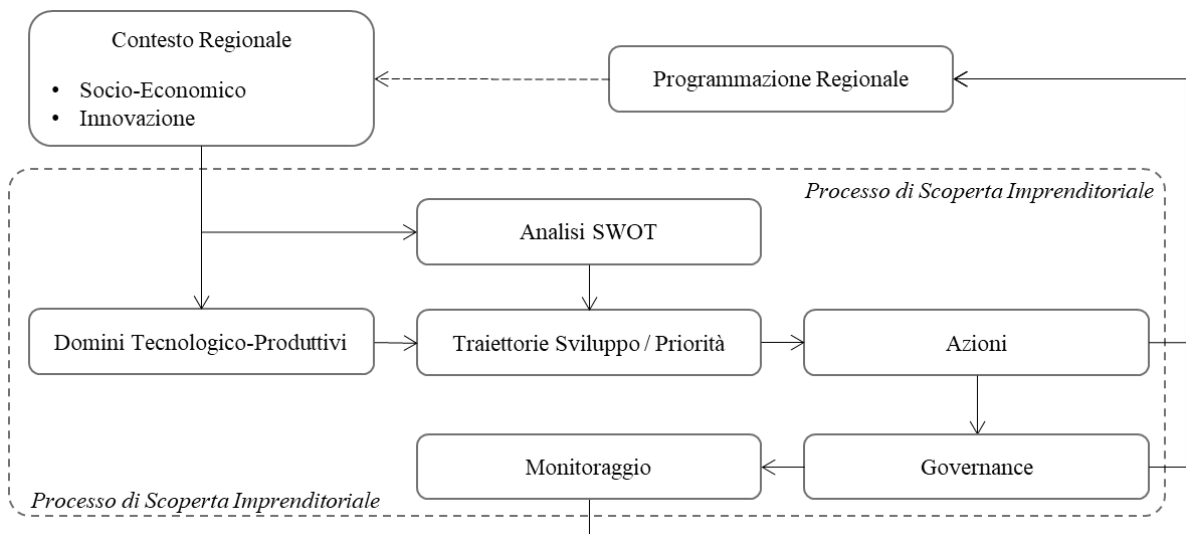 Contesto Regionale
• Socio-Economico
• Innovazione
Programmazione Regionale
Processo di Scoperta Imprenditoriale
Analisi SWOT
Domini Tecnologico-Produttivi
Traiettorie Sviluppo / Priorità
Azioni
Monitoraggio
Governance
Processo di Scoperta Imprenditoriale